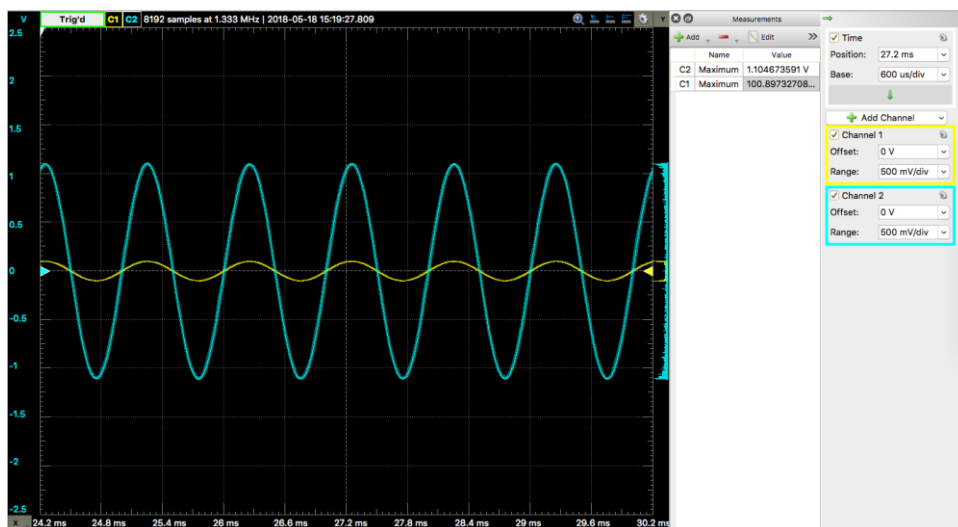 V Trig'd C1 C2 8192 samples at 1.333 MHz | 2018-05-18 15:19:27.809 Y
2.5
2
1.5
1
0.5
0
-0.5
-1
-1.5
-2
-2.5
X 24.2 ms 24.8 ms 25.4 ms 26 ms 26.6 ms 27.2 ms 27.8 ms 28.4 ms 29 ms 29.6 ms 30.2 ms
Measurements
Add Edit >>
Name Value
C2 Maximum 1.104673591 V
C1 Maximum 100.89732708...
Time
Position: 27.2 ms
Base: 600 us/div
Add Channel
Channel 1
Offset: 0 V
Range: 500 mV/div
Channel 2
Offset: 0 V
Range: 500 mV/div